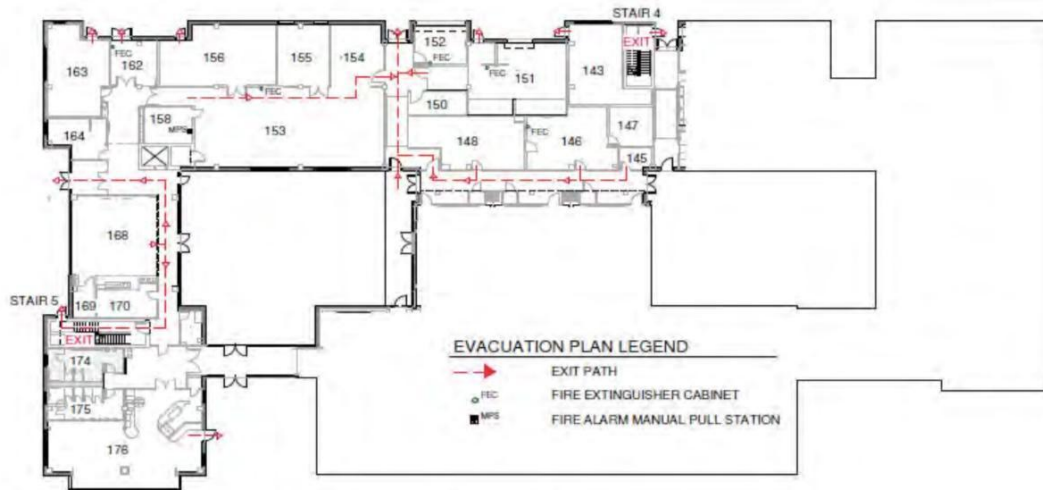 STAIR 4
EXIT
163
FEC
162
156
155
154
152
FEC
FEC
151
143
FEC
150
158
MPS
153
148
FEC
146
147
145
164
168
STAIR 5
169
170
EXIT
174
175
176
EVACUATION PLAN LEGEND
EXIT PATH
FEC FIRE EXTINGUISHER CABINET
MPS FIRE ALARM MANUAL PULL STATION